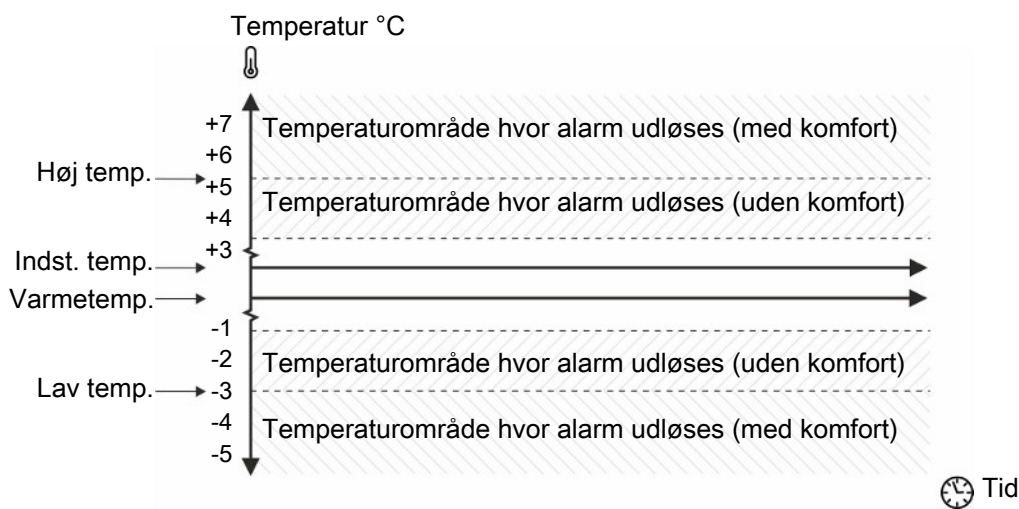 Temperatur °C
+7
Temperaturområde hvor alarm udløses (med komfort)
+6
Høj temp.
+5
Temperaturområde hvor alarm udløses (uden komfort)
+4
+3
Indst. temp.
Varmetemp.
-1
-2
Temperaturområde hvor alarm udløses (uden komfort)
Lav temp.
-3
-4
Temperaturområde hvor alarm udløses (med komfort)
-5
Tid